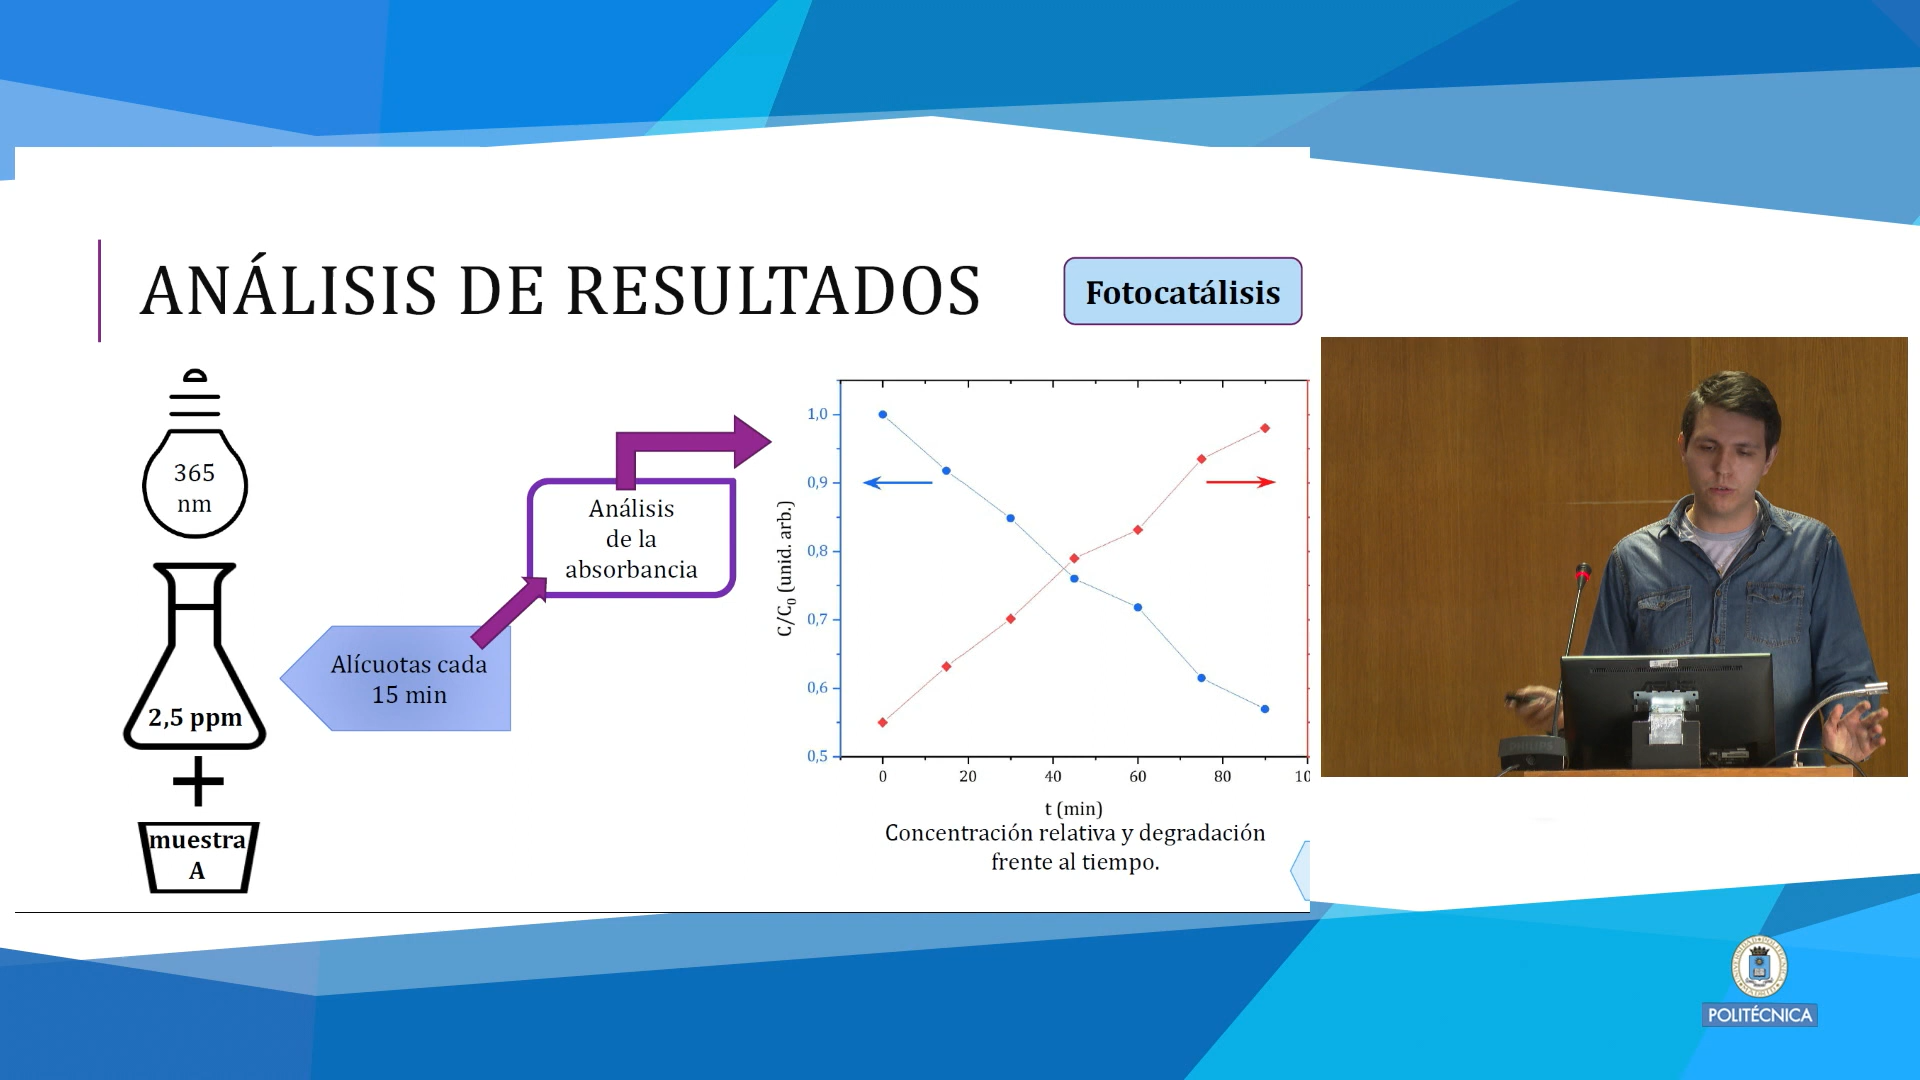 ANÁLISIS DE RESULTADOS
Fotocatálisis
365
nm
2,5 ppm
muestra
A
Alícuotas cada
15 min
Análisis
de la
absorbancia
C/C₀ (unid. arb.)
1,0
0,9
0,8
0,7
0,6
0,5
0 20 40 60 80 10
t (min)
Concentración relativa y degradación
frente al tiempo.
PHILIPS
POLITÉCNICA